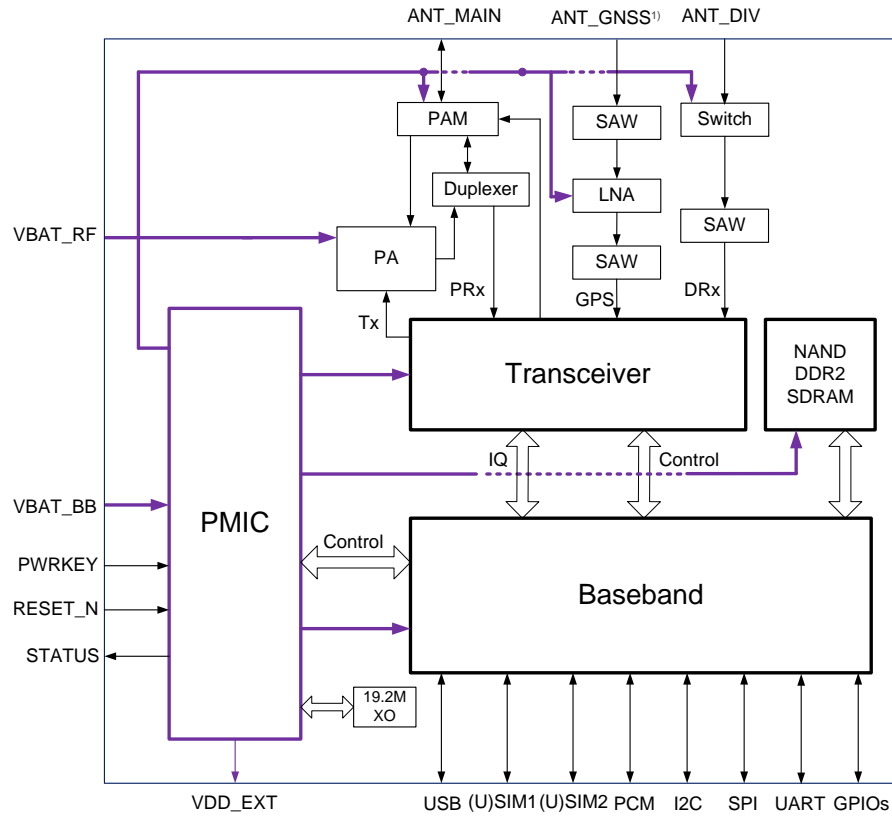 ANT_MAIN
ANT_GNSS1)
ANT_DIV
PAM
SAW
Switch
Duplexer
LNA
SAW
VBAT_RF
PA
SAW
PRx
GPS
DRx
Tx
Transceiver
NAND
DDR2
SDRAM
IQ
Control
VBAT_BB
PMIC
Control
PWRKEY
Baseband
RESET_N
STATUS
19.2M
XO
VDD_EXT
USB
(U)SIM1
(U)SIM2
PCM
I2C
SPI
UART
GPIOs